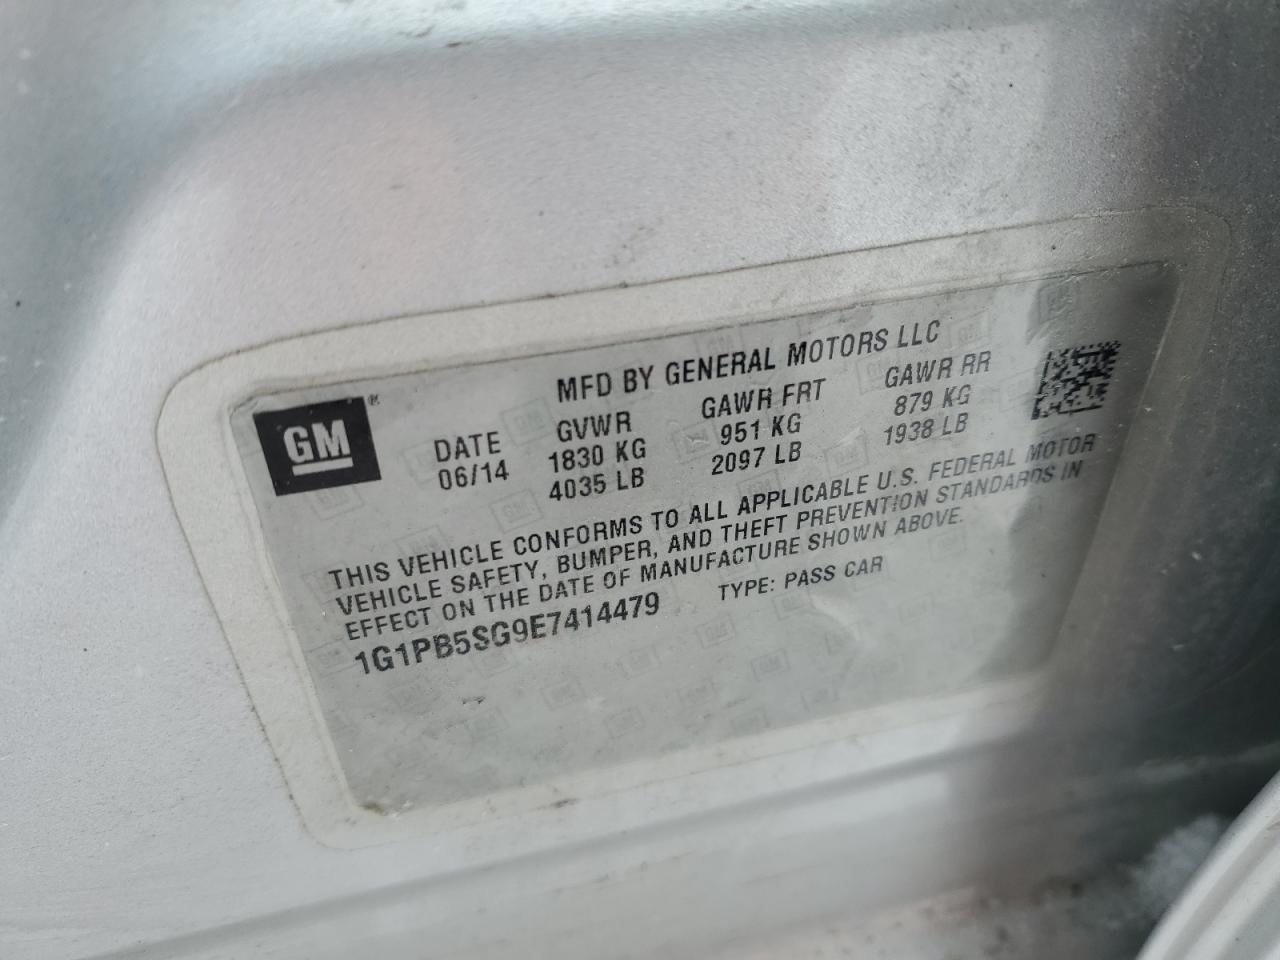 MFD BY GENERAL MOTORS LLC
GM®
DATE GVWR GAWR FRT GAWR RR
06/14 1830 KG 951 KG 879 KG
4035 LB 2097 LB 1938 LB
THIS VEHICLE CONFORMS TO ALL APPLICABLE U.S. FEDERAL MOTOR
VEHICLE SAFETY, BUMPER, AND THEFT PREVENTION STANDARDS IN
EFFECT ON THE DATE OF MANUFACTURE SHOWN ABOVE.
1G1PB5SG9E7414479 TYPE: PASS CAR